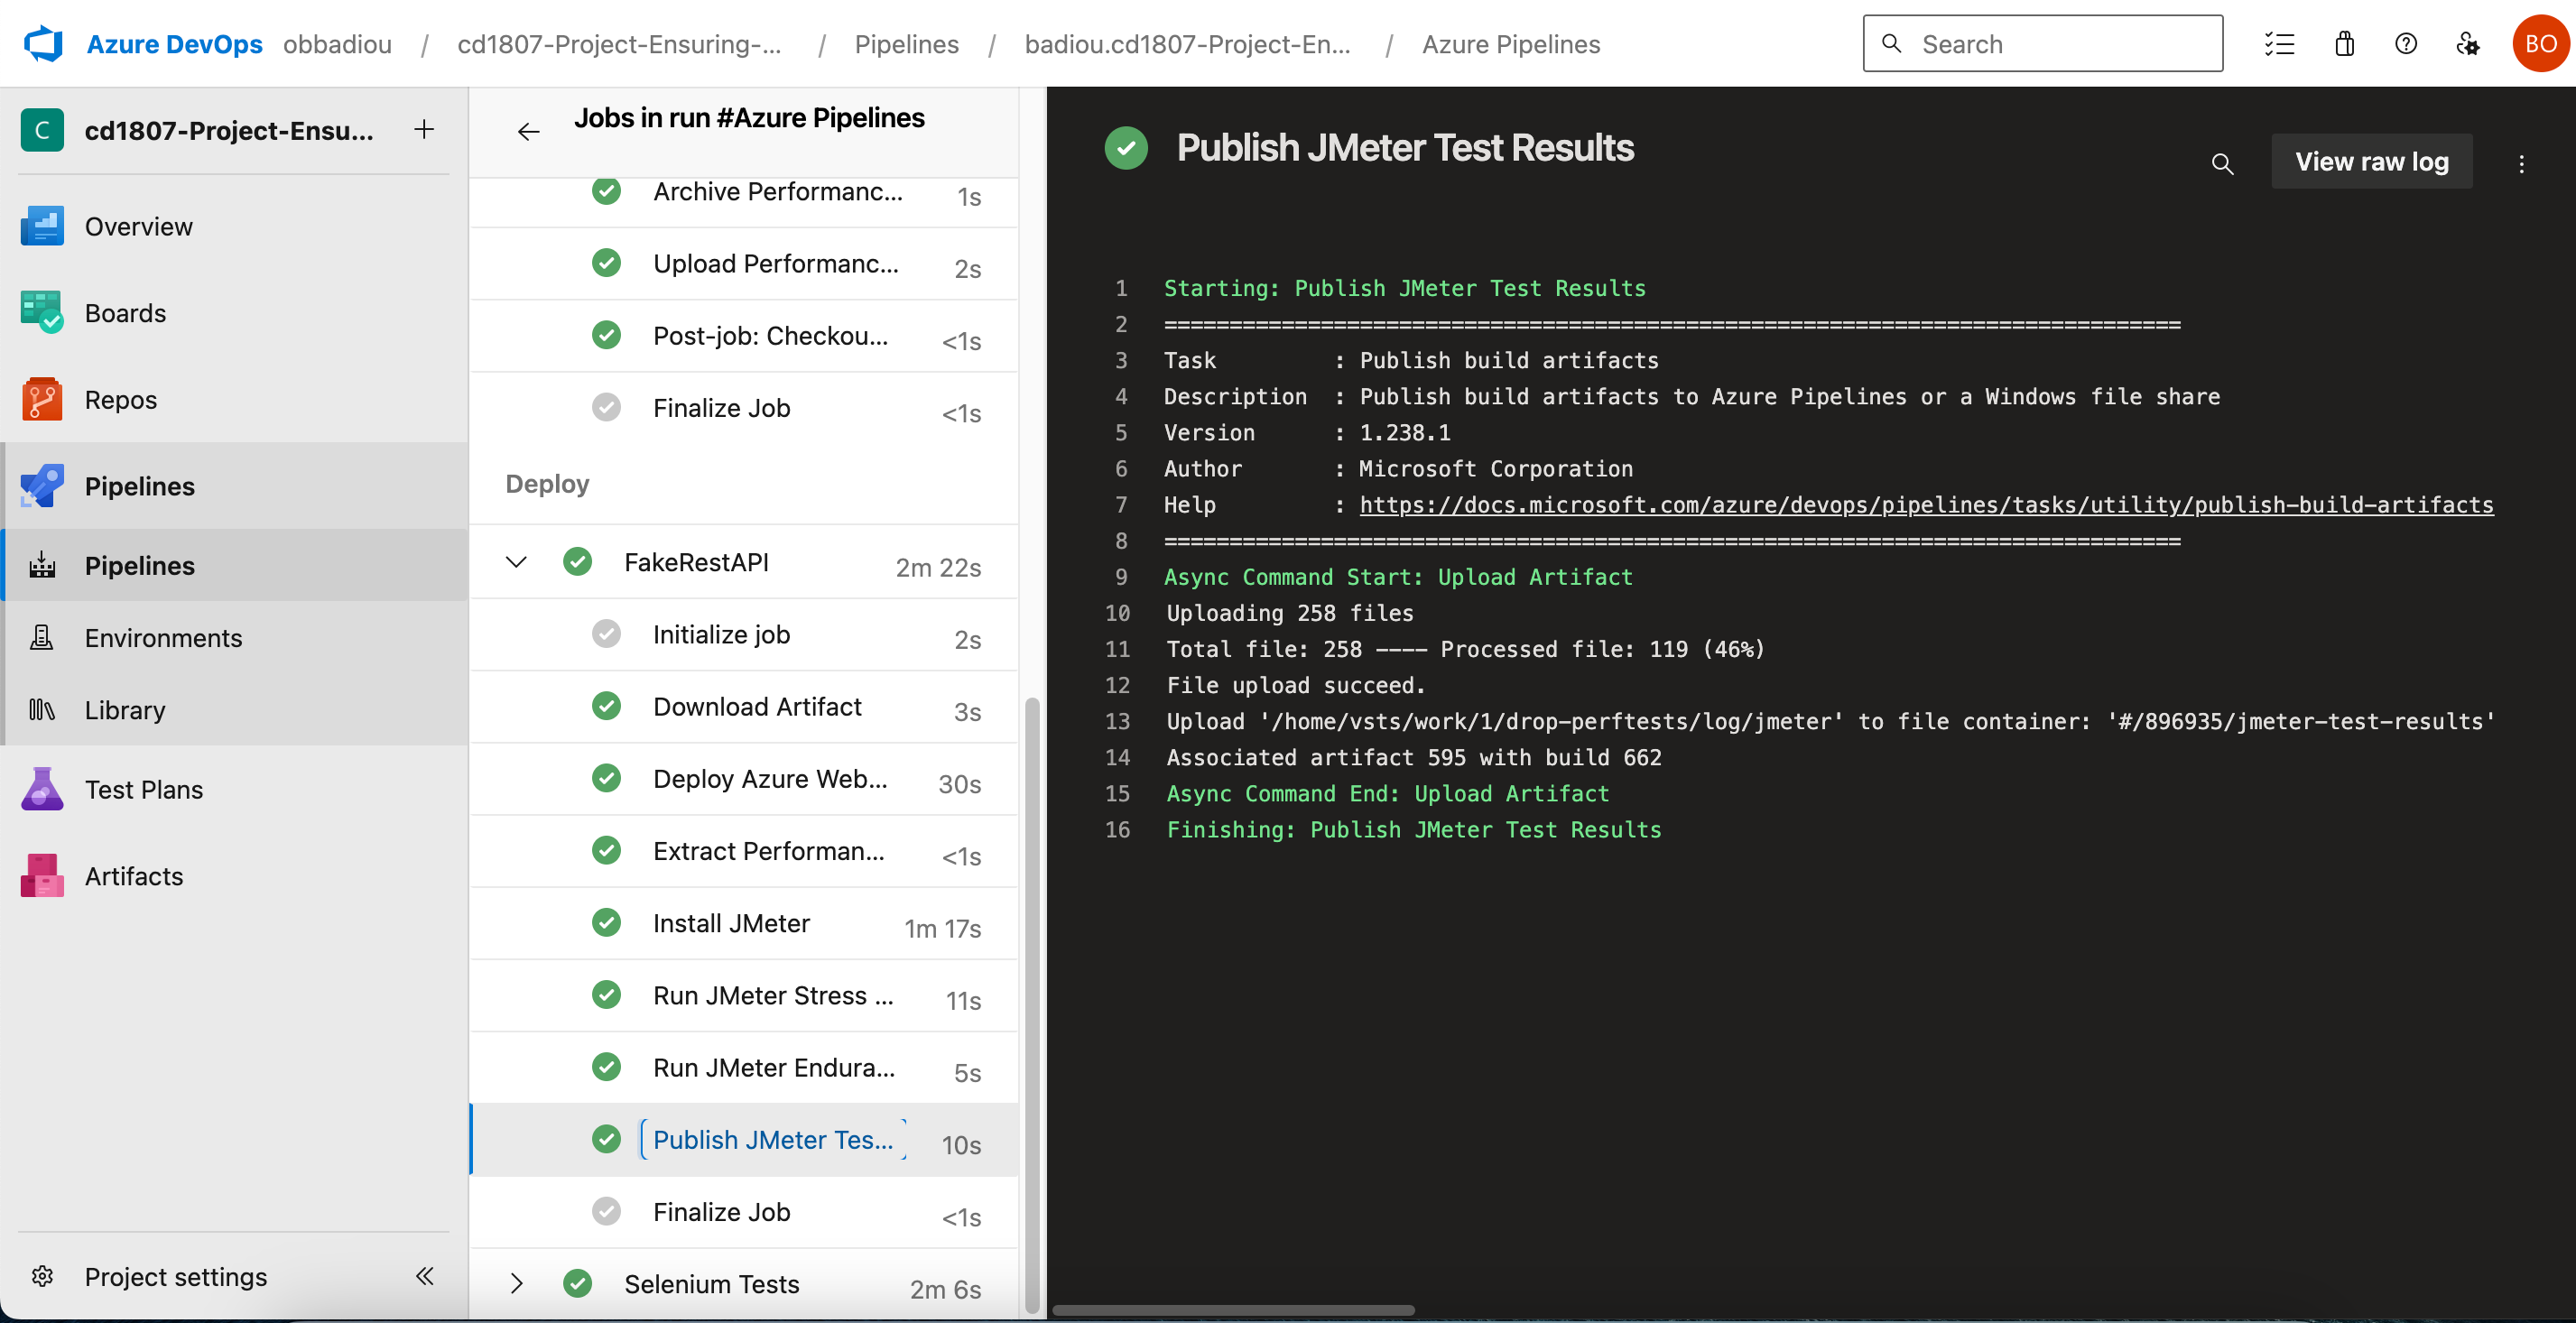 Azure DevOps obbadiou / cd1807-Project-Ensuring-... / Pipelines / badiou.cd1807-Project-En... / Azure Pipelines
Search
BO
C cd1807-Project-Ensu... +
Overview
Boards
Repos
Pipelines
Pipelines
Environments
Library
Test Plans
Artifacts
Project settings
Jobs in run #Azure Pipelines
Archive Performanc... 1s
Upload Performanc... 2s
Post-job: Checkou... <1s
Finalize Job <1s
Deploy
FakeRestAPI 2m 22s
Initialize job 2s
Download Artifact 3s
Deploy Azure Web... 30s
Extract Performan... <1s
Install JMeter 1m 17s
Run JMeter Stress ... 11s
Run JMeter Endura... 5s
Publish JMeter Tes... 10s
Finalize Job <1s
Selenium Tests 2m 6s
Publish JMeter Test Results
View raw log
1 Starting: Publish JMeter Test Results
2 ==============================================================================
3 Task : Publish build artifacts
4 Description : Publish build artifacts to Azure Pipelines or a Windows file share
5 Version : 1.238.1
6 Author : Microsoft Corporation
7 Help : https://docs.microsoft.com/azure/devops/pipelines/tasks/utility/publish-build-artifacts
8 ==============================================================================
9 Async Command Start: Upload Artifact
10 Uploading 258 files
11 Total file: 258 ---- Processed file: 119 (46%)
12 File upload succeed.
13 Upload '/home/vsts/work/1/drop-perftests/log/jmeter' to file container: '#/896935/jmeter-test-results'
14 Associated artifact 595 with build 662
15 Async Command End: Upload Artifact
16 Finishing: Publish JMeter Test Results